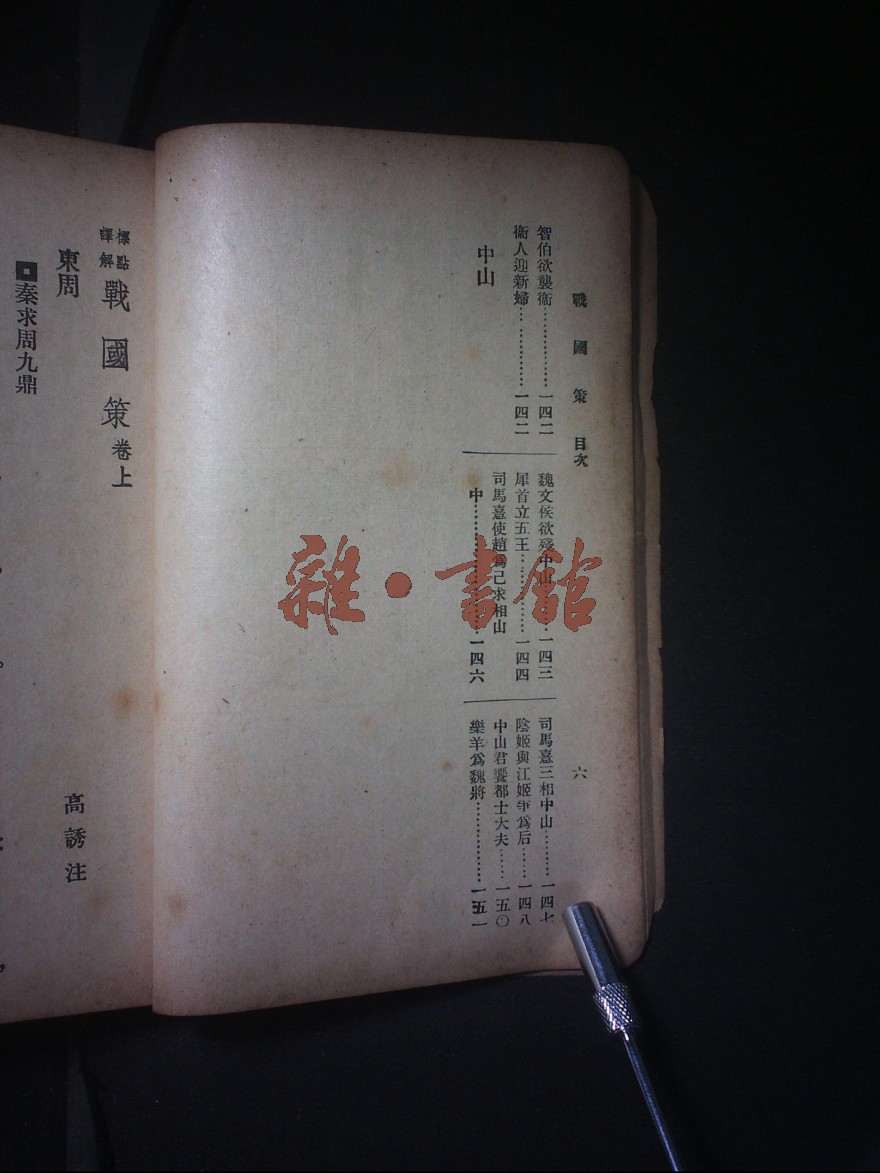 戰國策 目次
六
智伯欲襲衞………………一四二
衞人迎新婦………………一四二
中山
魏文侯欲殘中山………一四三
犀首立五王………………一四四
司馬憙使趙爲己求相山
中………………………一四六
司馬憙三相中山…………一四七
陰姬與江姬爭爲后……一四八
中山君饗都士大夫……一五〇
樂羊爲魏將………………一五一
標點
譯解
戰國策 卷上
高誘注
東周
秦求周九鼎
雜·書館